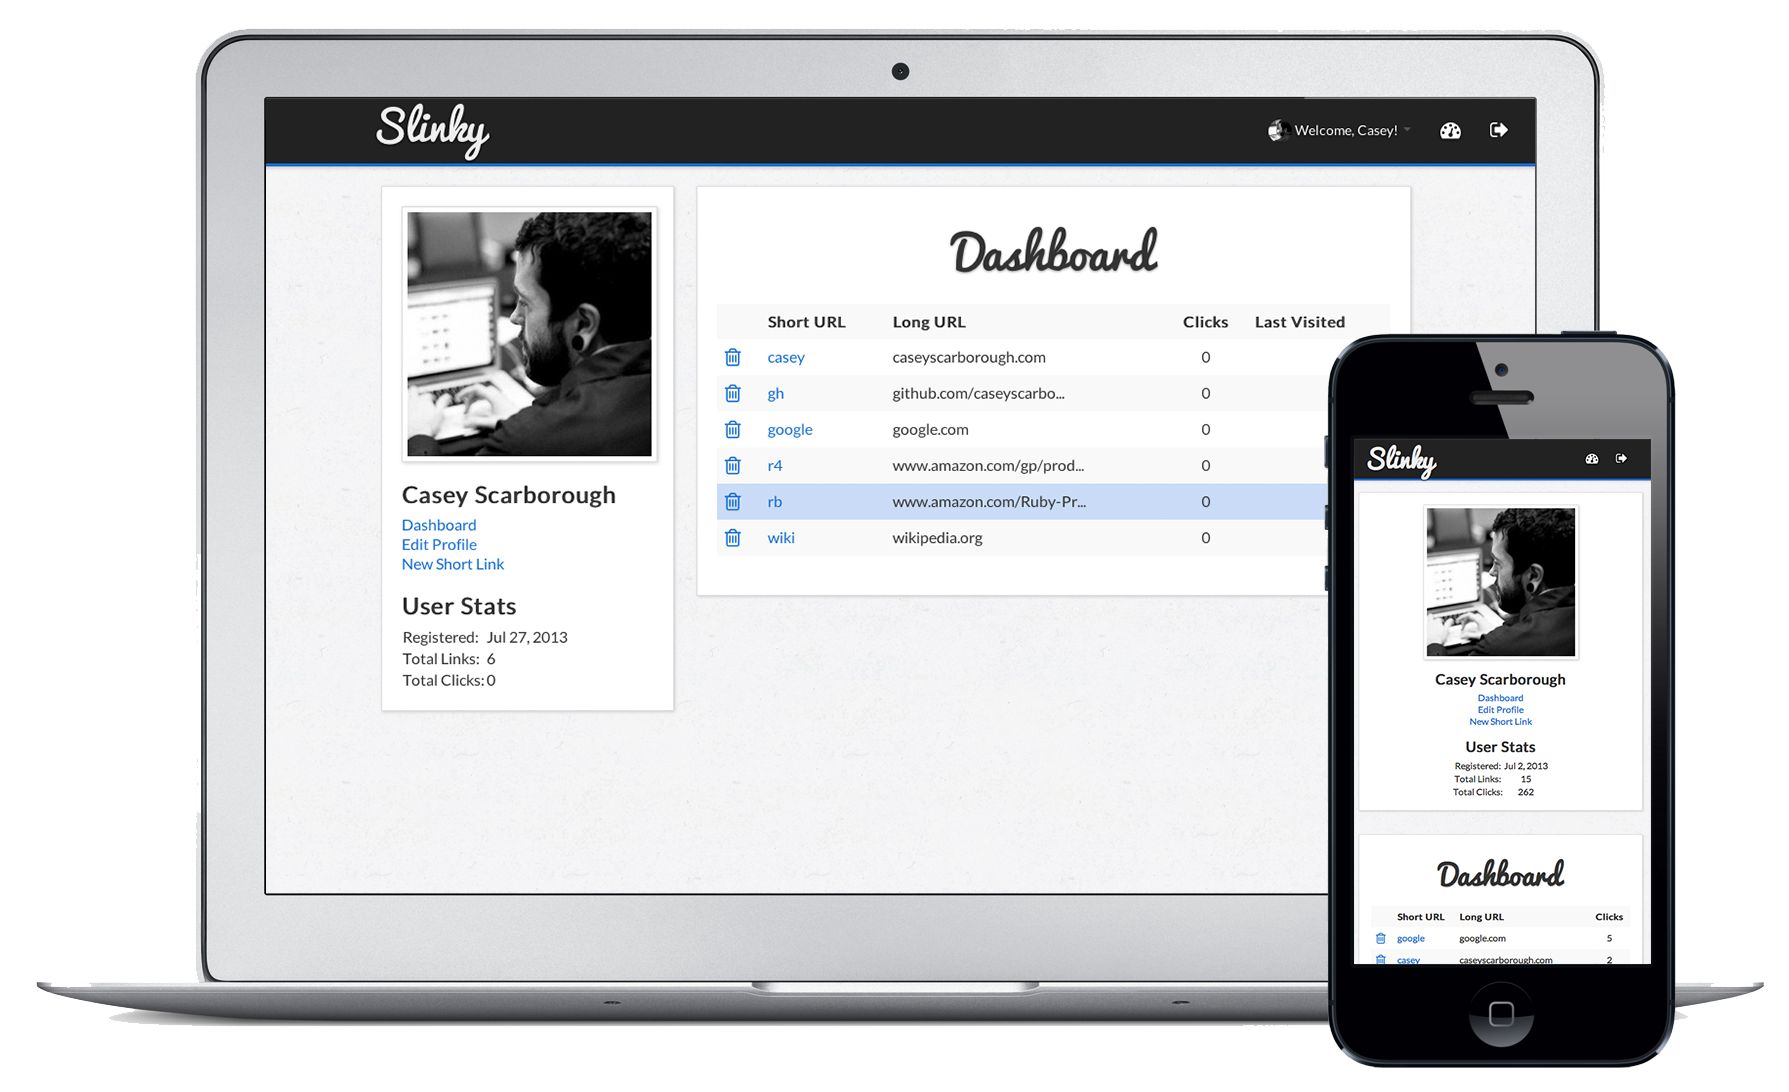 Slinky
Welcome, Casey!
Casey Scarborough
Dashboard
Edit Profile
New Short Link
User Stats
Registered: Jul 27, 2013
Total Links: 6
Total Clicks: 0
Dashboard
Short URL Long URL Clicks Last Visited
casey caseyscarborough.com 0
gh github.com/caseyscarbo... 0
google google.com 0
r4 www.amazon.com/gp/prod... 0
rb www.amazon.com/Ruby-Pr... 0
wiki wikipedia.org 0
Slinky
Casey Scarborough
Dashboard
Edit Profile
New Short Link
User Stats
Registered: Jul 2, 2013
Total Links: 15
Total Clicks: 262
Dashboard
Short URL Long URL Clicks
google google.com 5
casey caseyscarborough.com 2